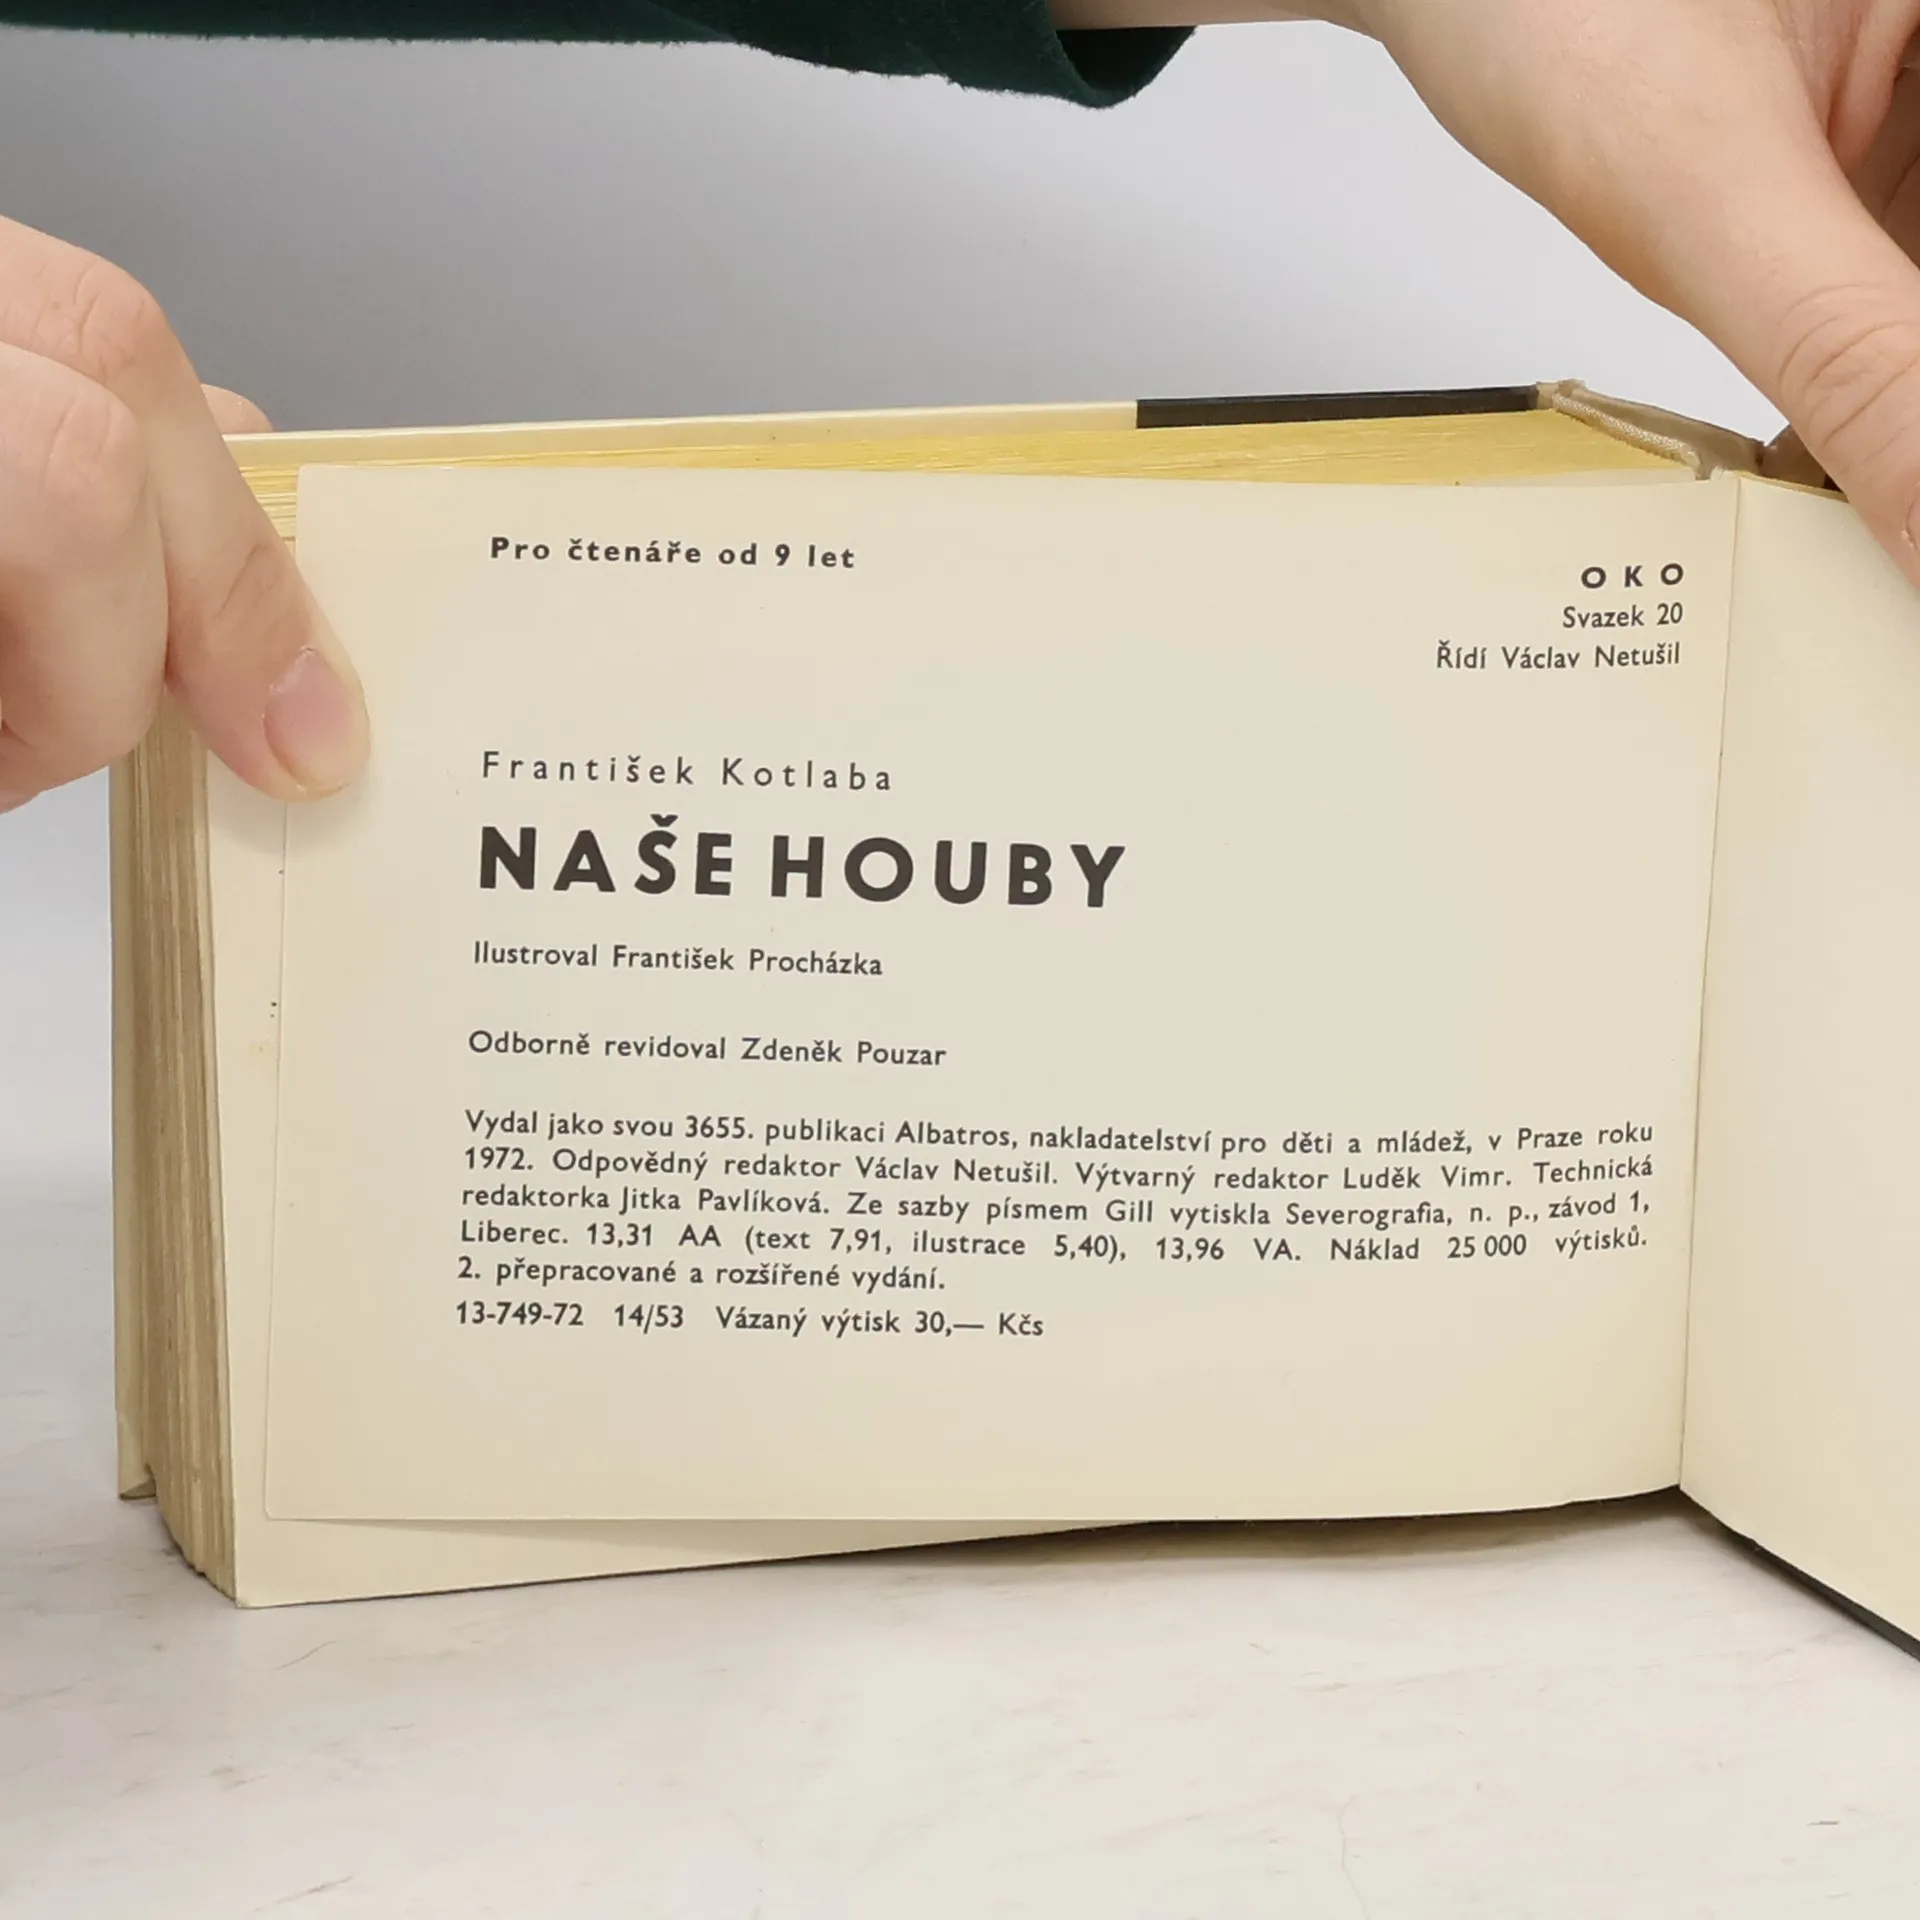 Pro čtenáře od 9 let
OKO
Svazek 20
Řídí Václav Netušil
František Kotlaba
NAŠE HOUBY
Ilustroval František Procházka
Odborně revidoval Zdeněk Pouzar
Vydal jako svou 3655. publikaci Albatros, nakladatelství pro děti a mládež, v Praze roku
1972. Odpovědný redaktor Václav Netušil. Výtvarný redaktor Luděk Vimr. Technická
redaktorka Jitka Pavlíková. Ze sazby písmem Gill vytiskla Severografia, n. p., závod 1,
Liberec. 13,31 AA (text 7,91, ilustrace 5,40), 13,96 VA. Náklad 25 000 výtisků.
2. přepracované a rozšířené vydání.
13-749-72 14/53 Vázaný výtisk 30,— Kčs